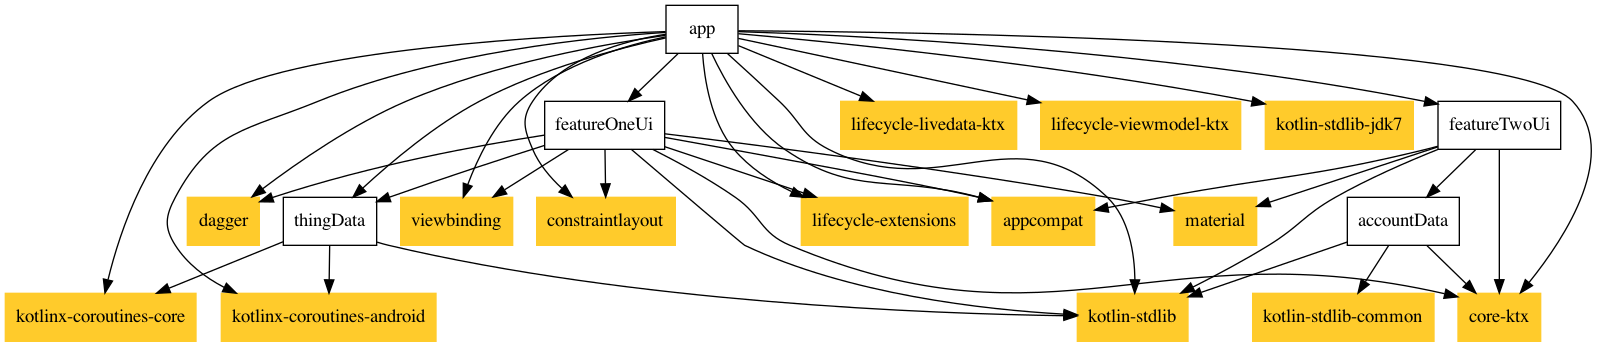 app
featureOneUi
lifecycle-livedata-ktx
lifecycle-viewmodel-ktx
kotlin-stdlib-jdk7
featureTwoUi
dagger
thingData
viewbinding
constraintlayout
lifecycle-extensions
appcompat
material
accountData
kotlinx-coroutines-core
kotlinx-coroutines-android
kotlin-stdlib
kotlin-stdlib-common
core-ktx